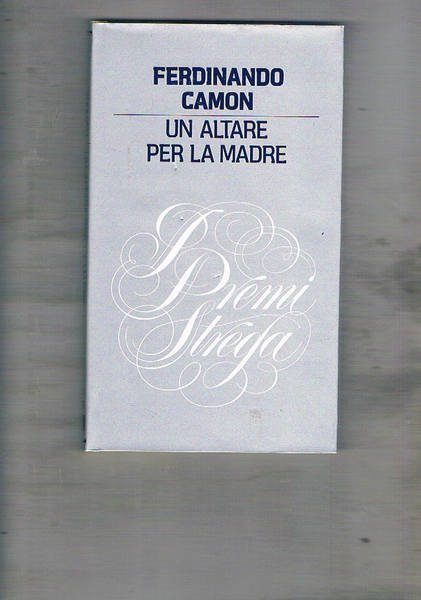 FERDINANDO
CAMON
UN ALTARE
PER LA MADRE
I
Premi
Strega